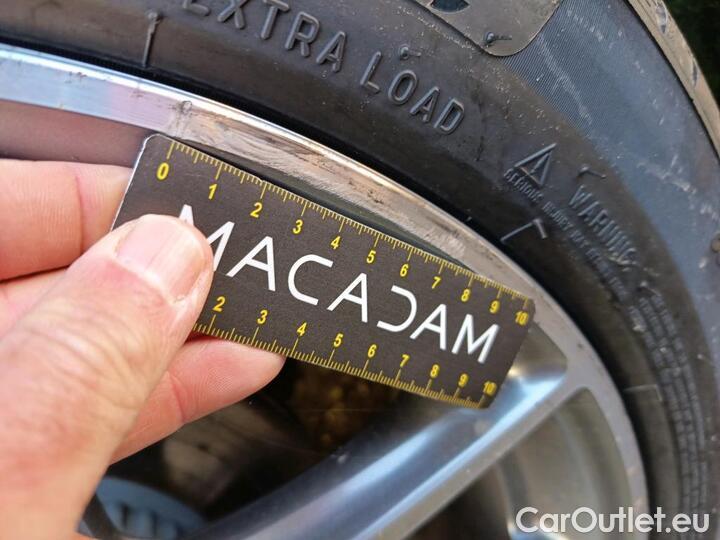 EXTRA LOAD
WARNING
0 1 2 3 4 5 6 7 8 9 10
MACADAM
2 3 4 5 6 7 8 9 10
CarOutlet.eu